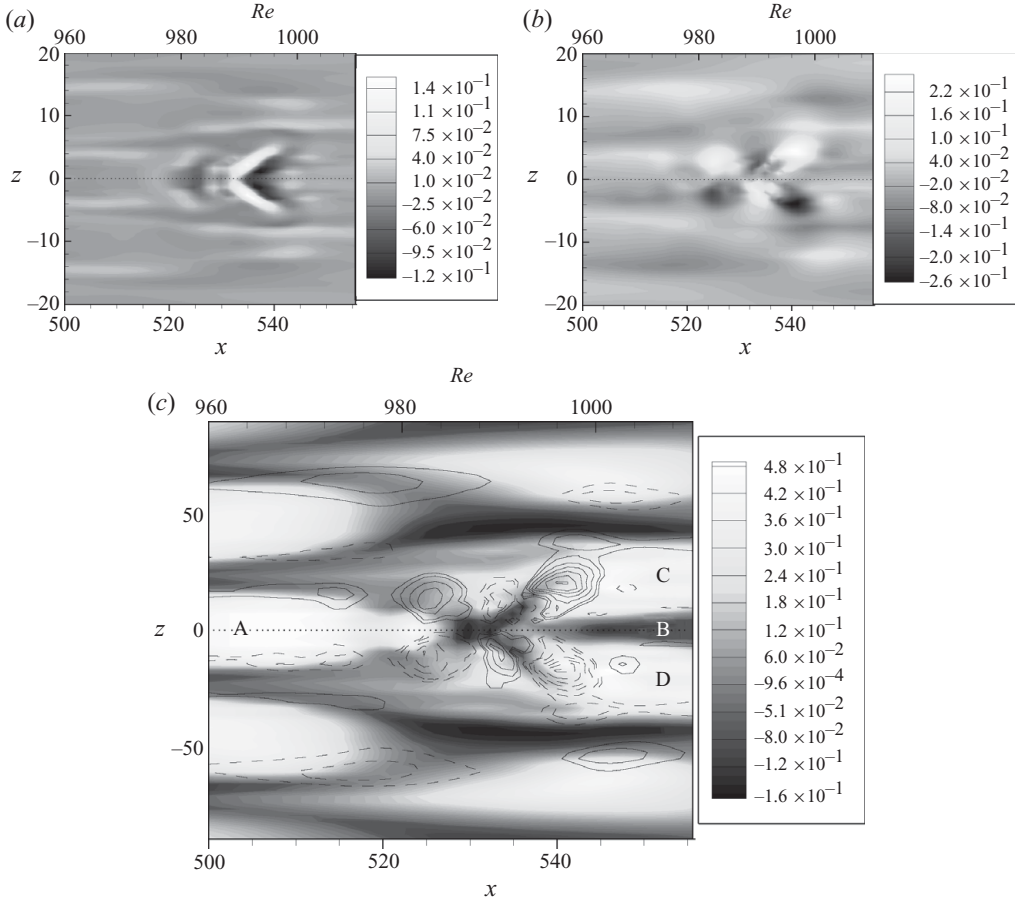 (a)
Re
960 980 1000
20
10
z 0
–10
–20
500 520 540
x
1.4 ×10–1
1.1 ×10–1
7.5 ×10–2
4.0 ×10–2
1.0 ×10–2
–2.5 ×10–2
–6.0 ×10–2
–9.5 ×10–2
–1.2 ×10–1
(b)
Re
960 980 1000
20
10
z 0
–10
–20
500 520 540
x
2.2 ×10–1
1.6 ×10–1
1.0 ×10–1
4.0 ×10–2
–2.0 ×10–2
–8.0 ×10–2
–1.4 ×10–1
–2.0 ×10–1
–2.6 ×10–1
(c)
Re
960 980 1000
50
z 0
–50
A
C
B
D
500 520 540
x
4.8 ×10–1
4.2 ×10–1
3.6 ×10–1
3.0 ×10–1
2.4 ×10–1
1.8 ×10–1
1.2 ×10–1
6.0 ×10–2
–9.6 ×10–4
–5.1 ×10–2
–8.0 ×10–2
–1.2 ×10–1
–1.6 ×10–1